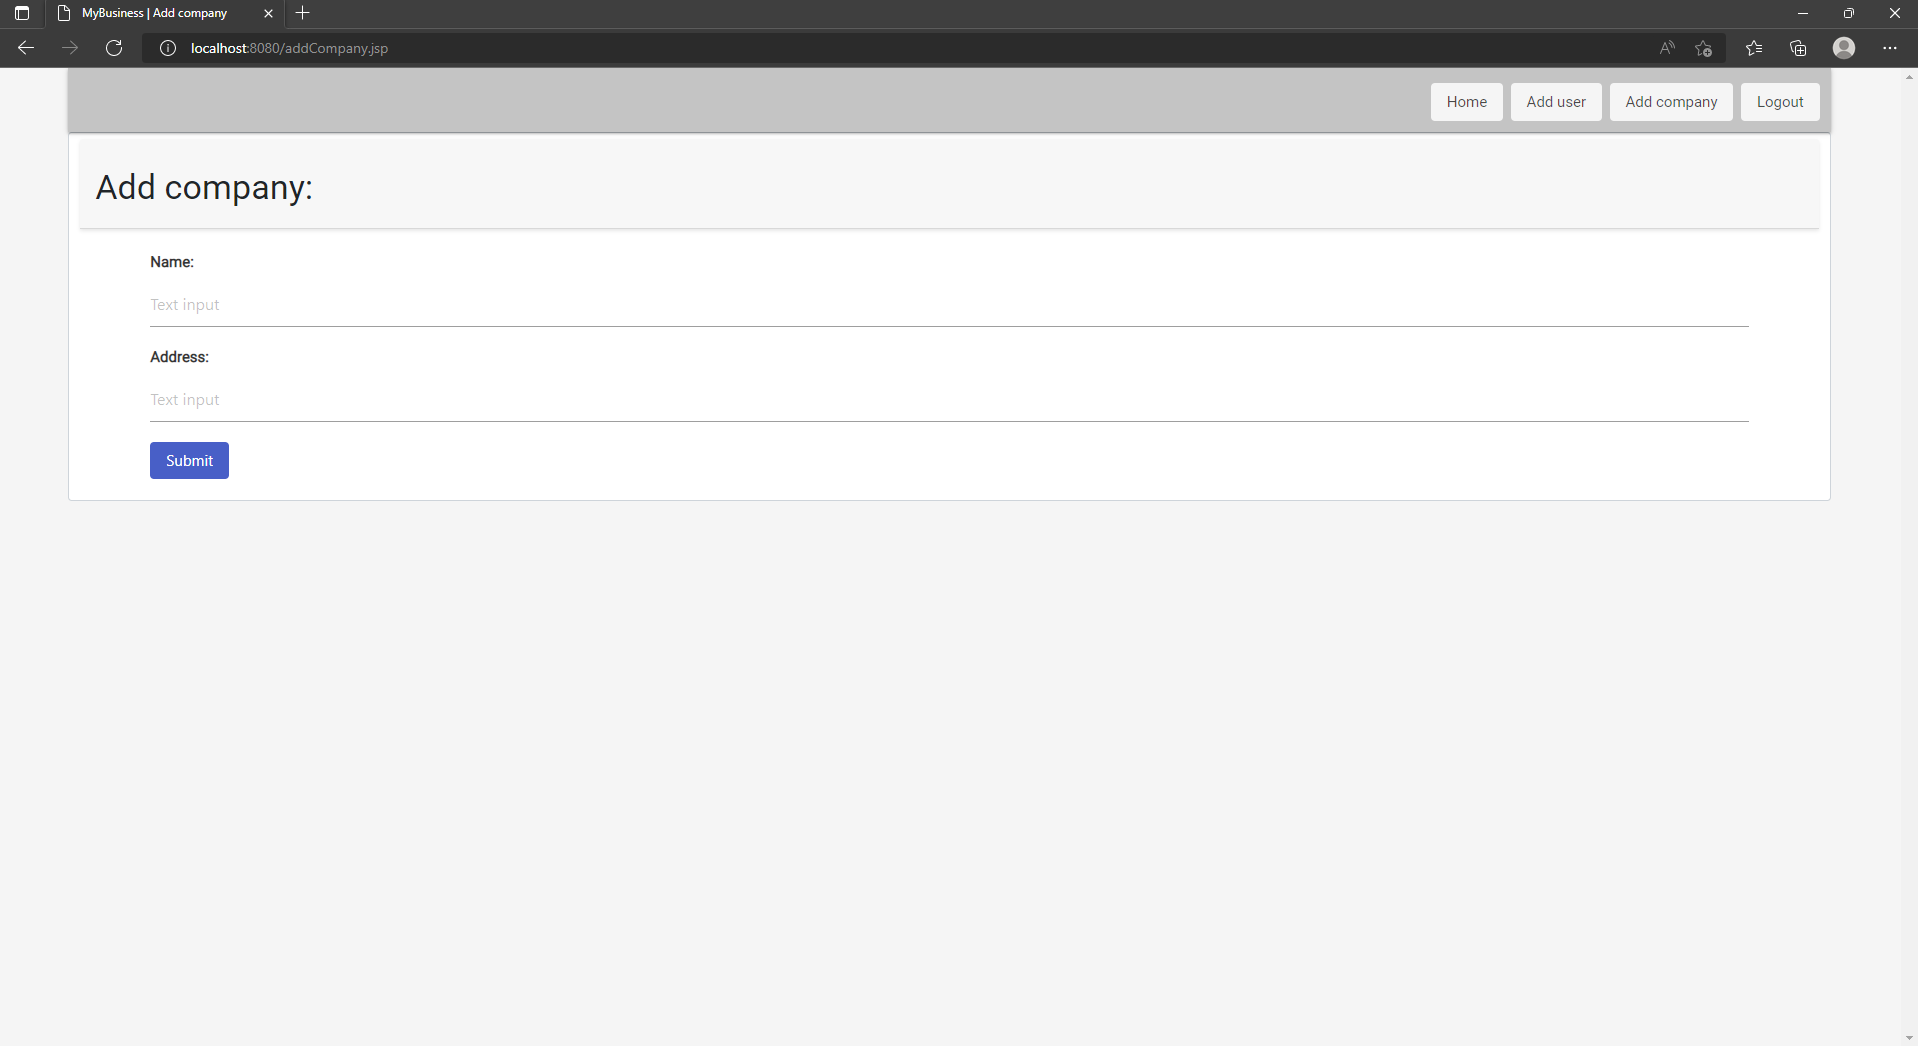 MyBusiness | Add company
localhost:8080/addCompany.jsp
Home Add user Add company Logout
Add company:
Name:
Text input
Address:
Text input
Submit